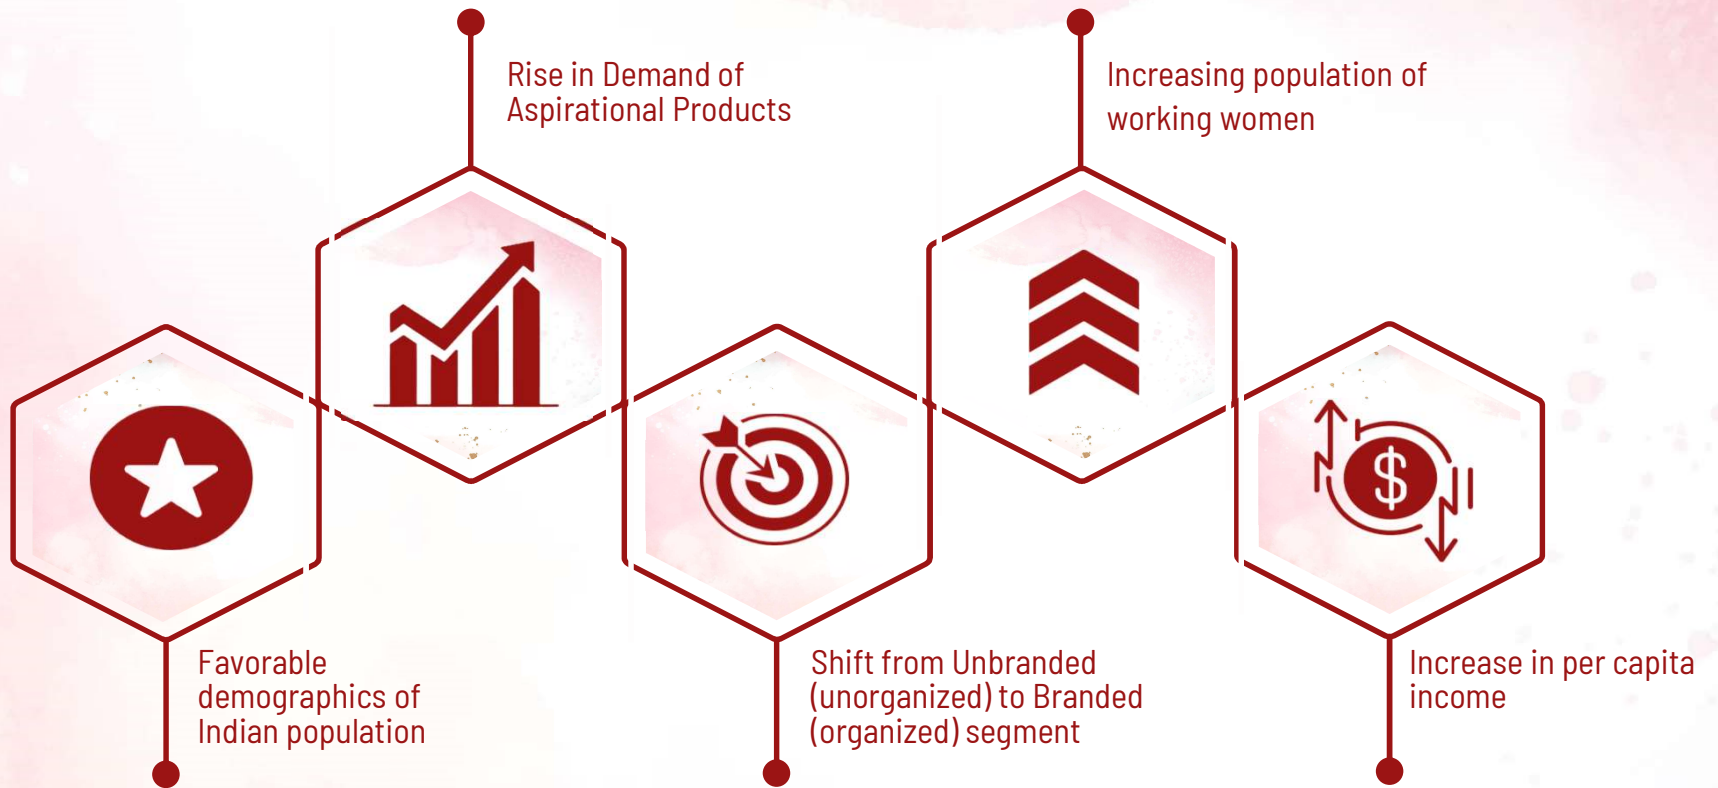 Rise in Demand of
Aspirational Products
Increasing population of
working women
Favorable
demographics of
Indian population
Shift from Unbranded
(unorganized) to Branded
(organized) segment
$
Increase in per capita
income